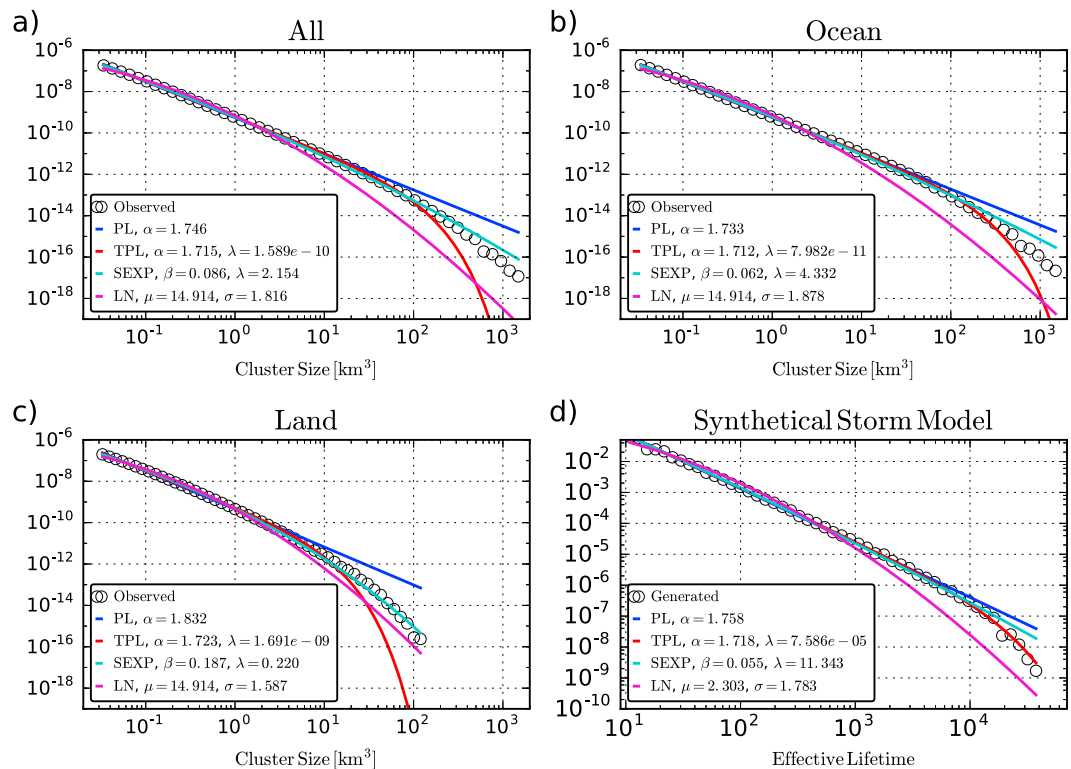 a)
All
10^-6
10^-8
10^-10
10^-12
10^-14
10^-16
10^-18
Observed
PL, α=1.746
TPL, α=1.715, λ=1.589e−10
SEXP, β=0.086, λ=2.154
LN, μ=14.914, σ=1.816
10^-1
10^0
10^1
10^2
10^3
Cluster Size [km^3]
b)
Ocean
10^-6
10^-8
10^-10
10^-12
10^-14
10^-16
10^-18
Observed
PL, α=1.733
TPL, α=1.712, λ=7.982e−11
SEXP, β=0.062, λ=4.332
LN, μ=14.914, σ=1.878
10^-1
10^0
10^1
10^2
10^3
Cluster Size [km^3]
c)
Land
10^-6
10^-8
10^-10
10^-12
10^-14
10^-16
10^-18
Observed
PL, α=1.832
TPL, α=1.723, λ=1.691e−09
SEXP, β=0.187, λ=0.220
LN, μ=14.914, σ=1.587
10^-1
10^0
10^1
10^2
10^3
Cluster Size [km^3]
d)
Synthetical Storm Model
10^-2
10^-3
10^-4
10^-5
10^-6
10^-7
10^-8
10^-9
10^-10
Generated
PL, α=1.758
TPL, α=1.718, λ=7.586e−05
SEXP, β=0.055, λ=11.343
LN, μ=2.303, σ=1.783
10^1
10^2
10^3
10^4
Effective Lifetime